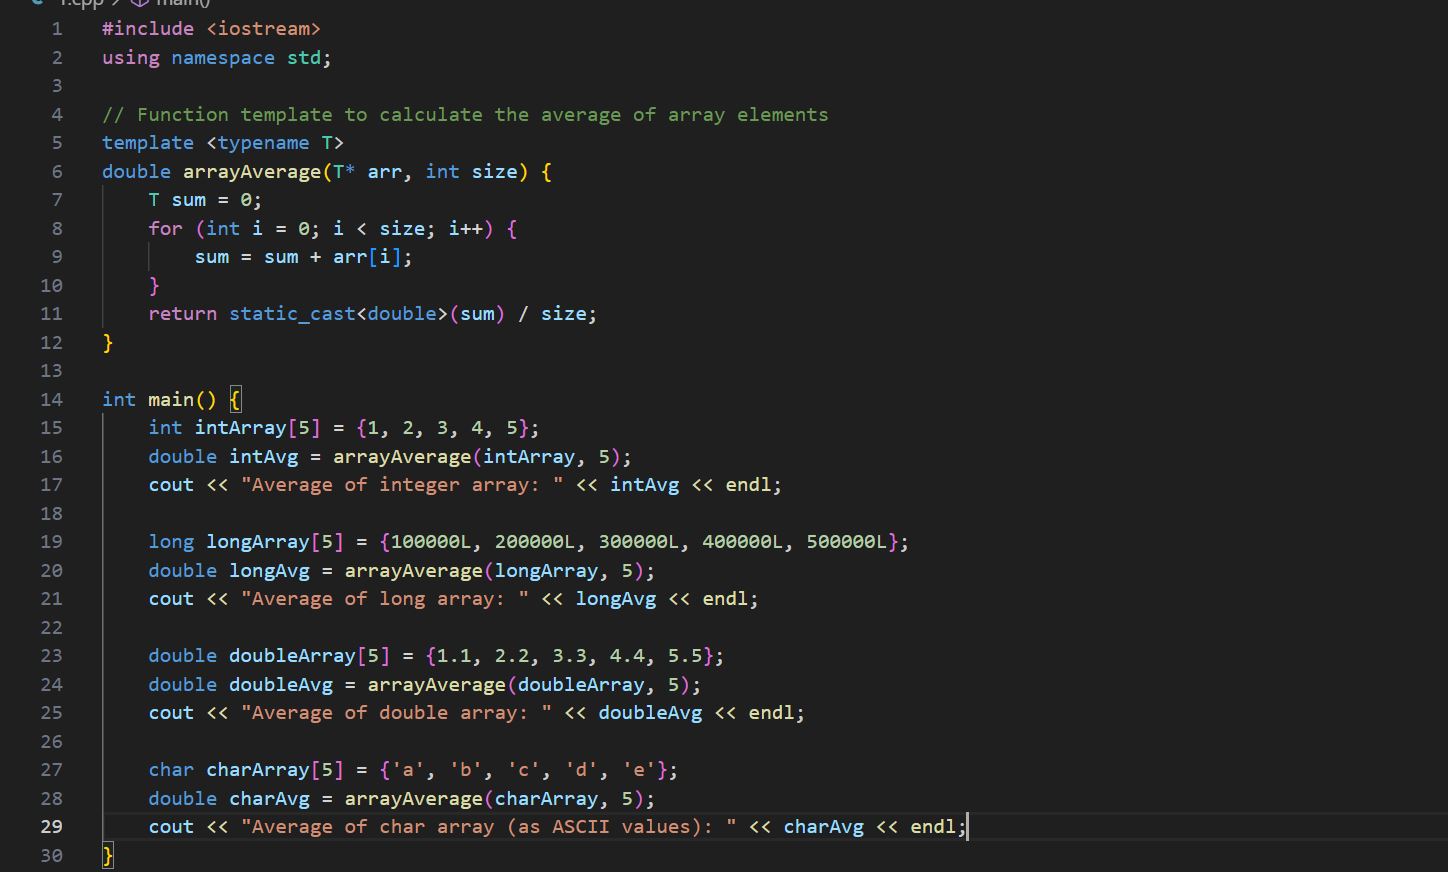 1 #include <iostream>
2 using namespace std;
3
4 // Function template to calculate the average of array elements
5 template <typename T>
6 double arrayAverage(T* arr, int size) {
7     T sum = 0;
8     for (int i = 0; i < size; i++) {
9         sum = sum + arr[i];
10     }
11     return static_cast<double>(sum) / size;
12 }
13
14 int main() {
15     int intArray[5] = {1, 2, 3, 4, 5};
16     double intAvg = arrayAverage(intArray, 5);
17     cout << "Average of integer array: " << intAvg << endl;
18
19     long longArray[5] = {100000L, 200000L, 300000L, 400000L, 500000L};
20     double longAvg = arrayAverage(longArray, 5);
21     cout << "Average of long array: " << longAvg << endl;
22
23     double doubleArray[5] = {1.1, 2.2, 3.3, 4.4, 5.5};
24     double doubleAvg = arrayAverage(doubleArray, 5);
25     cout << "Average of double array: " << doubleAvg << endl;
26
27     char charArray[5] = {'a', 'b', 'c', 'd', 'e'};
28     double charAvg = arrayAverage(charArray, 5);
29     cout << "Average of char array (as ASCII values): " << charAvg << endl;
30 }